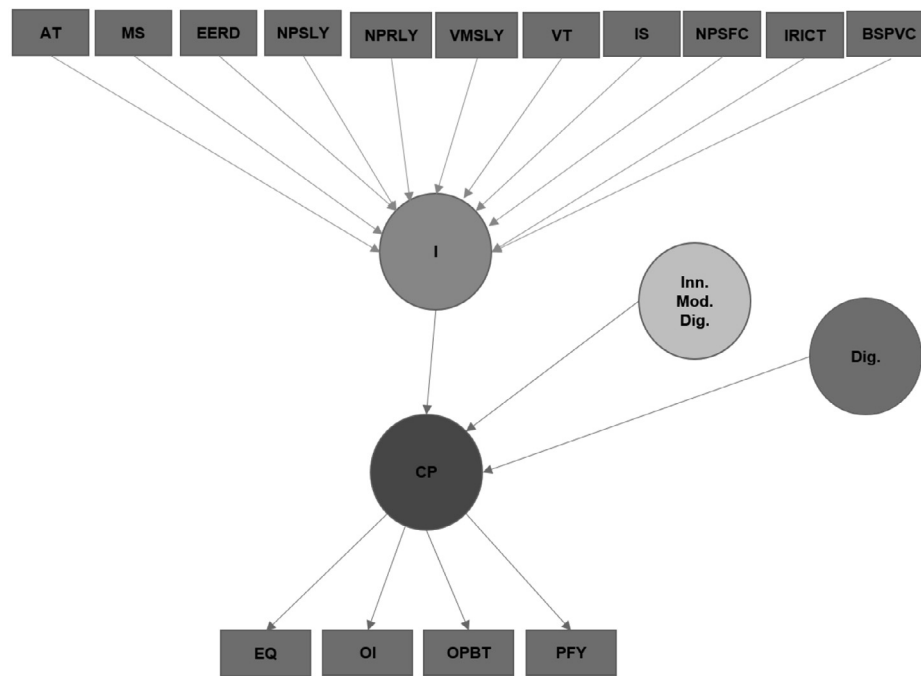 AT
MS
EERD
NPSLY
NPRLY
VMSLY
VT
IS
NPSFC
IRICT
BSPVC
I
Inn.
Mod.
Dig.
Dig.
CP
EQ
OI
OPBT
PFY